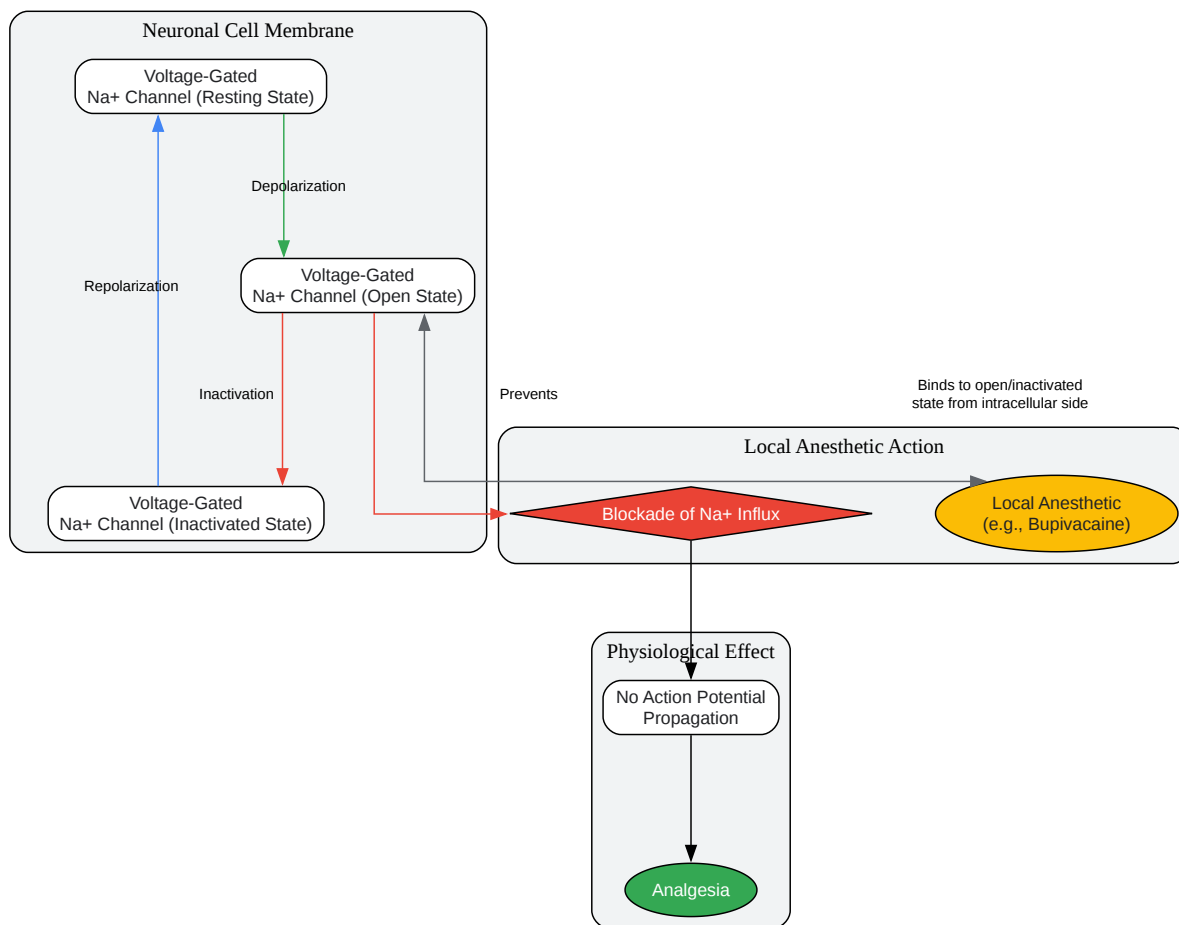 Neuronal Cell Membrane
Voltage-Gated
Na+ Channel (Resting State)
Depolarization
Voltage-Gated
Na+ Channel (Open State)
Repolarization
Inactivation
Prevents
Binds to open/inactivated
state from intracellular side
Voltage-Gated
Na+ Channel (Inactivated State)
Local Anesthetic Action
Blockade of Na+ Influx
Local Anesthetic
(e.g., Bupivacaine)
Physiological Effect
No Action Potential
Propagation
Analgesia